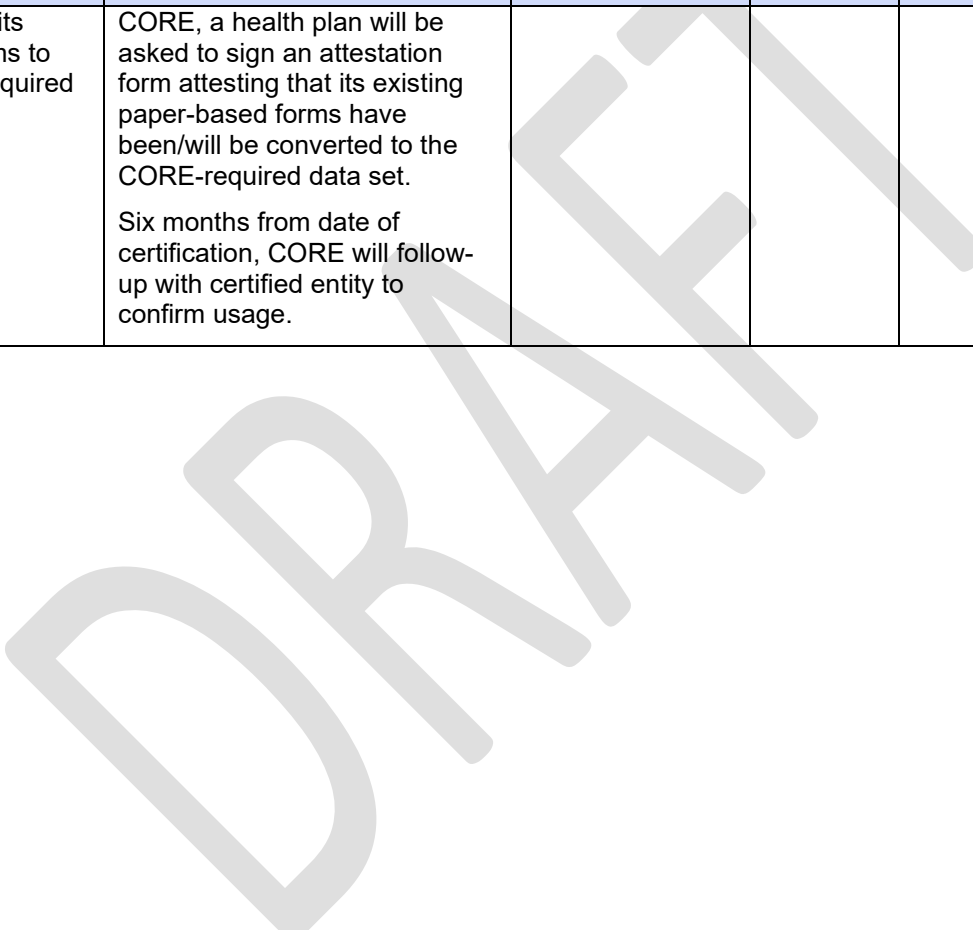 its
ns to
quired
CORE, a health plan will be
asked to sign an attestation
form attesting that its existing
paper-based forms have
been/will be converted to the
CORE-required data set.
Six months from date of
certification, CORE will follow-
up with certified entity to
confirm usage.
DRAFT